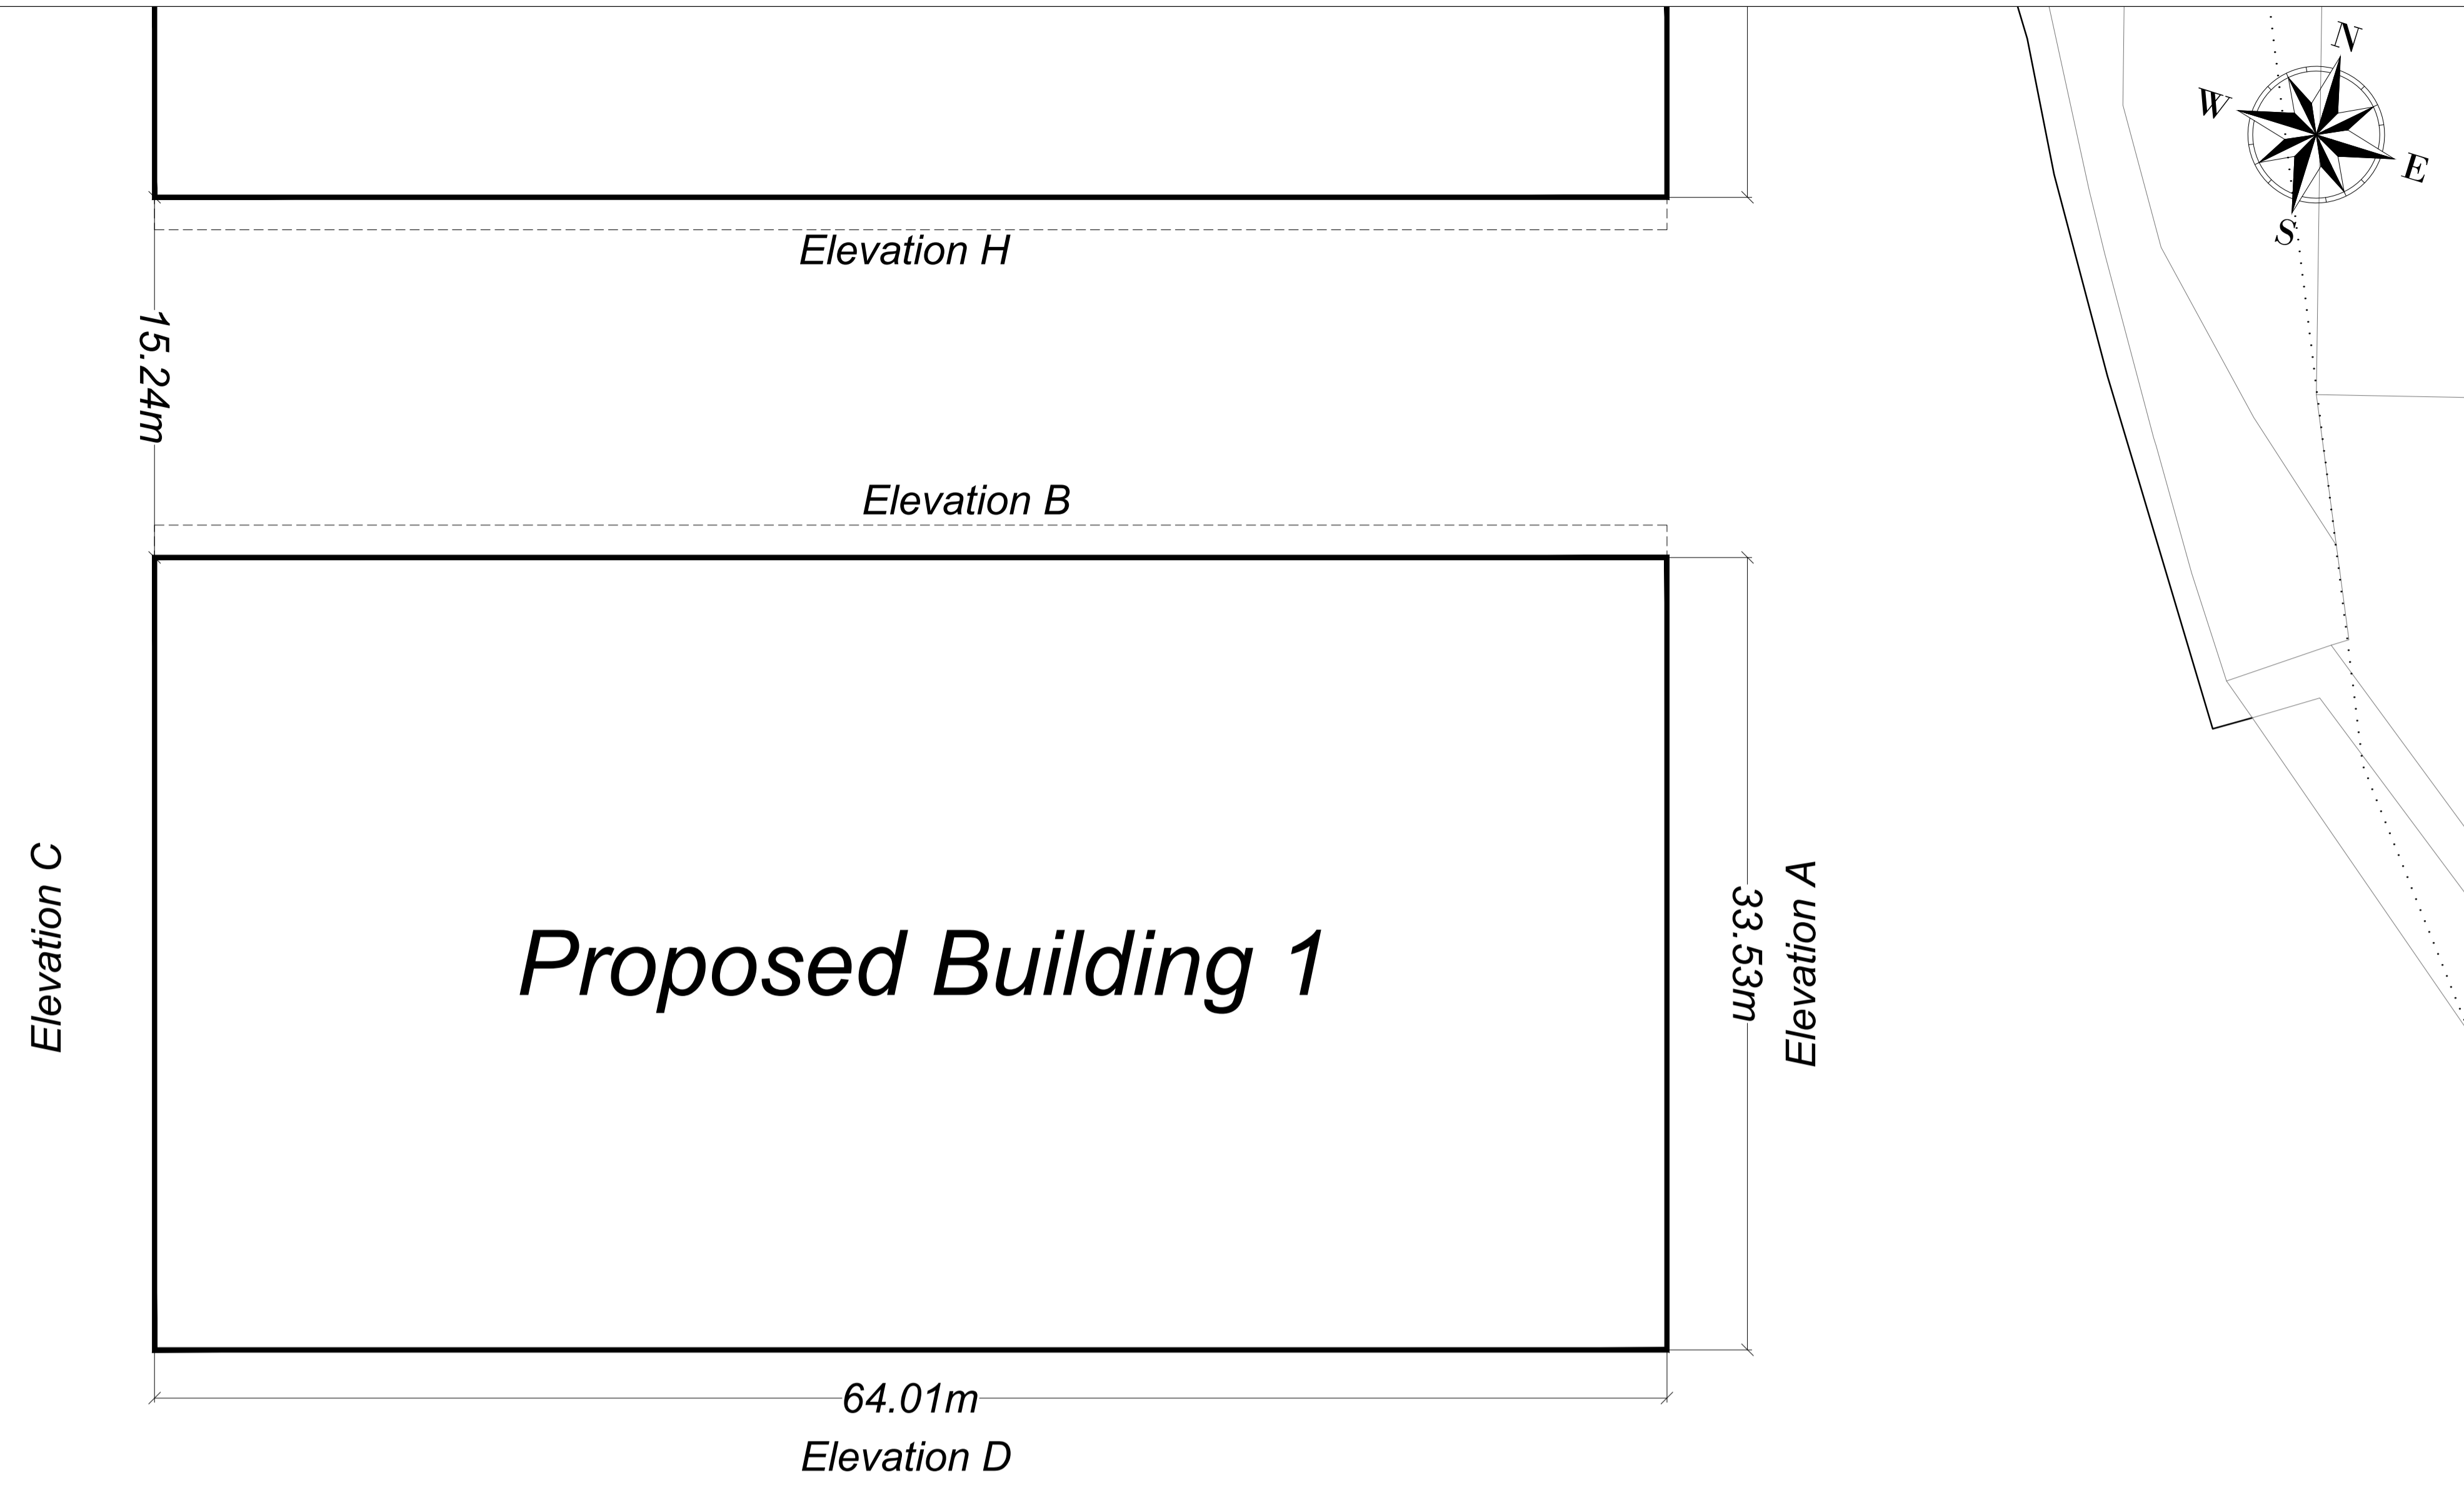 N
W
E
S
Elevation H
15.24m
Elevation B
Elevation C
Proposed Building 1
33.53m
Elevation A
64.01m
Elevation D